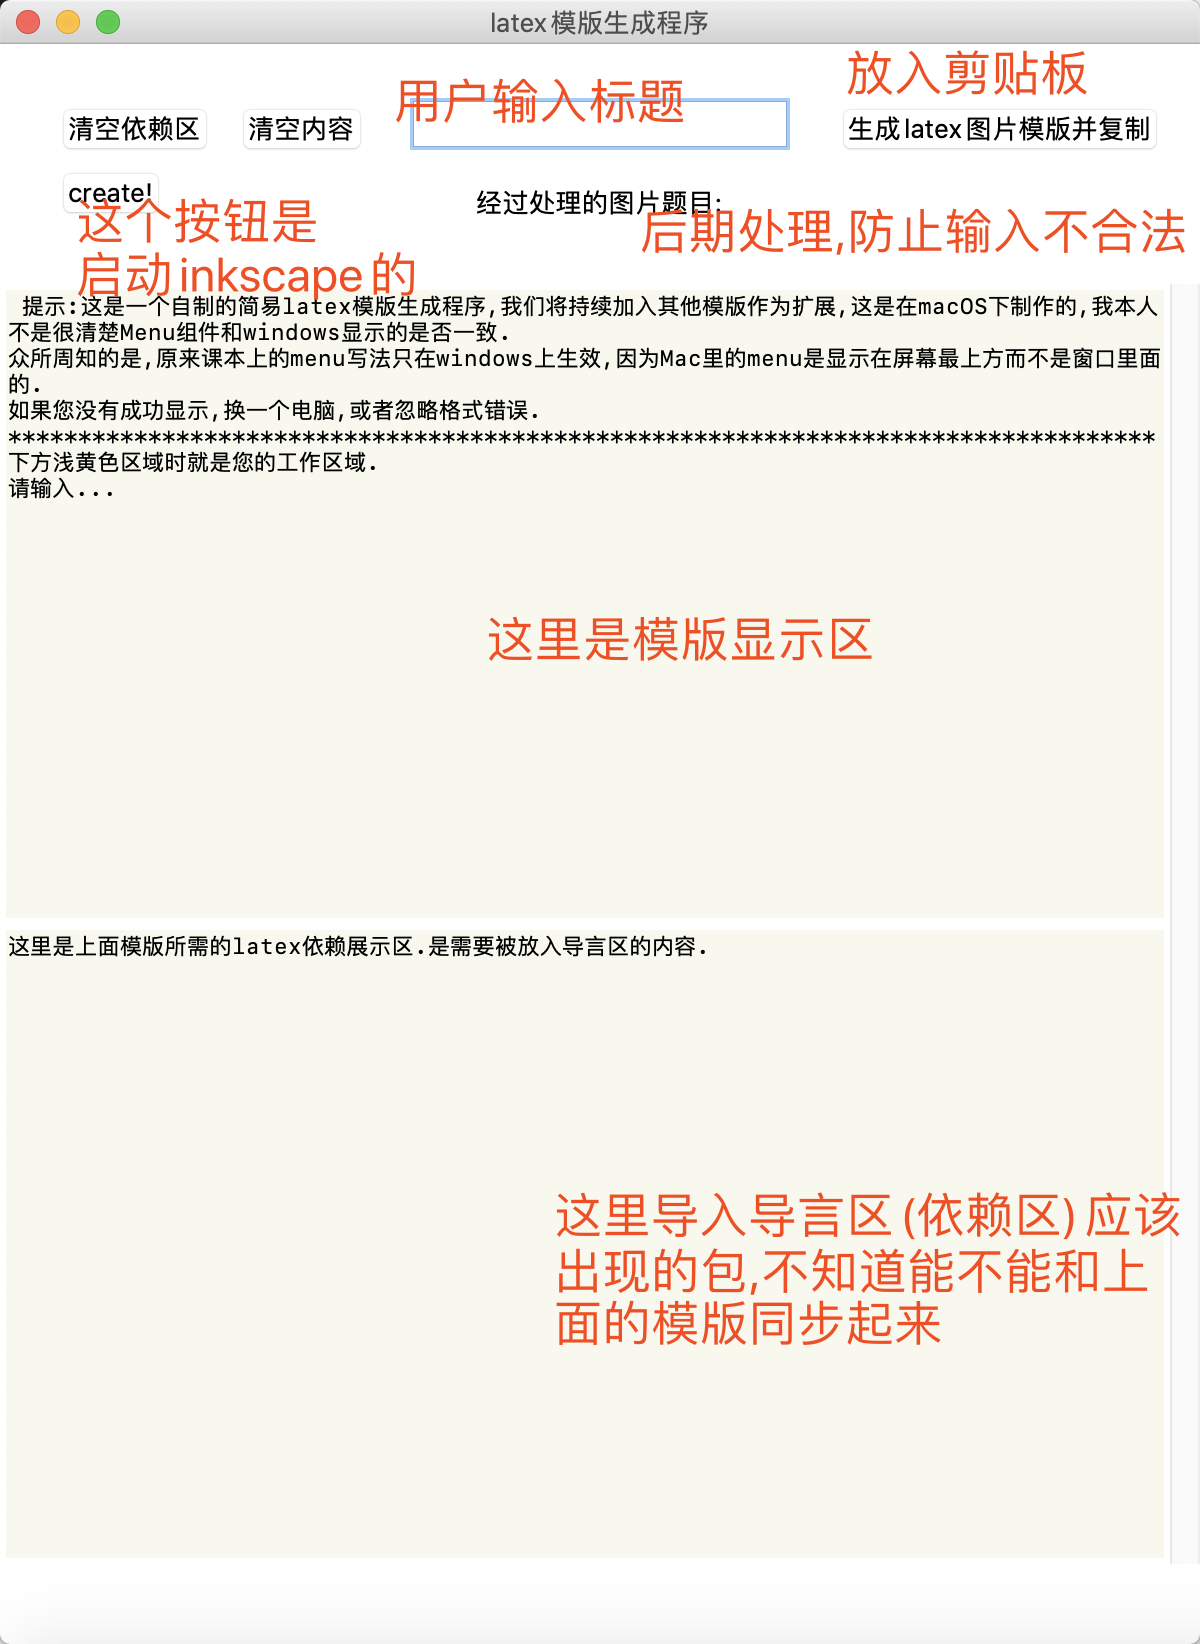 latex模版生成程序
放入剪贴板
用户输入标题
清空依赖区
清空内容
生成latex图片模版并复制
create!
经过处理的图片题目:
这个按钮是
启动inkscape的
后期处理,防止输入不合法
提示:这是一个自制的简易latex模版生成程序,我们将持续加入其他模版作为扩展,这是在macOS下制作的,我本人
不是很清楚Menu组件和windows显示的是否一致.
众所周知的是,原来课本上的menu写法只在windows上生效,因为Mac里的menu是显示在屏幕最上方而不是窗口里面
的.
如果您没有成功显示,换一个电脑,或者忽略格式错误.
**********************************************************************************
下方浅黄色区域时就是您的工作区域.
请输入...
这里是模版显示区
这里是上面模版所需的latex依赖展示区.是需要被放入导言区的内容.
这里导入导言区(依赖区)应该
出现的包,不知道能不能和上
面的模版同步起来